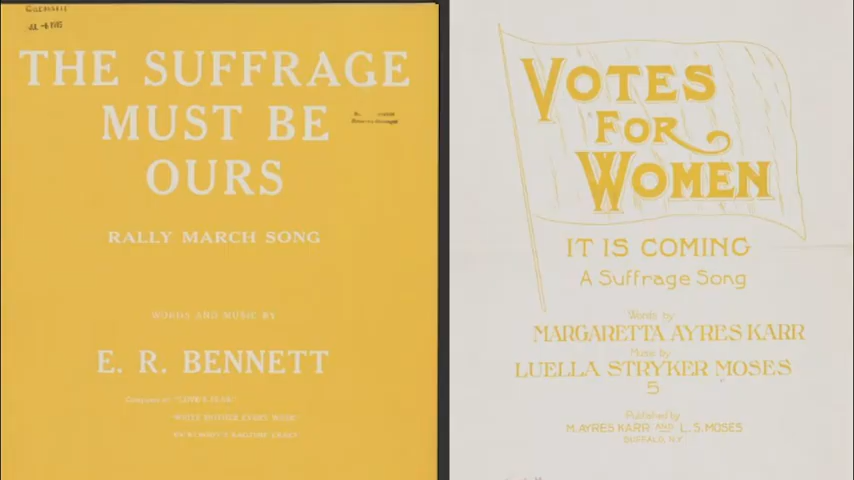 THE SUFFRAGE
MUST BE
OURS
RALLY MARCH SONG
WORDS AND MUSIC BY
E. R. BENNETT
VOTES
FOR
WOMEN
IT IS COMING
A Suffrage Song
Words by
MARGARETTA AYRES KARR
Music by
LUELLA STRYKER MOSES
5
Published by
M. AYRES KARR AND L. S. MOSES
BUFFALO, N.Y.